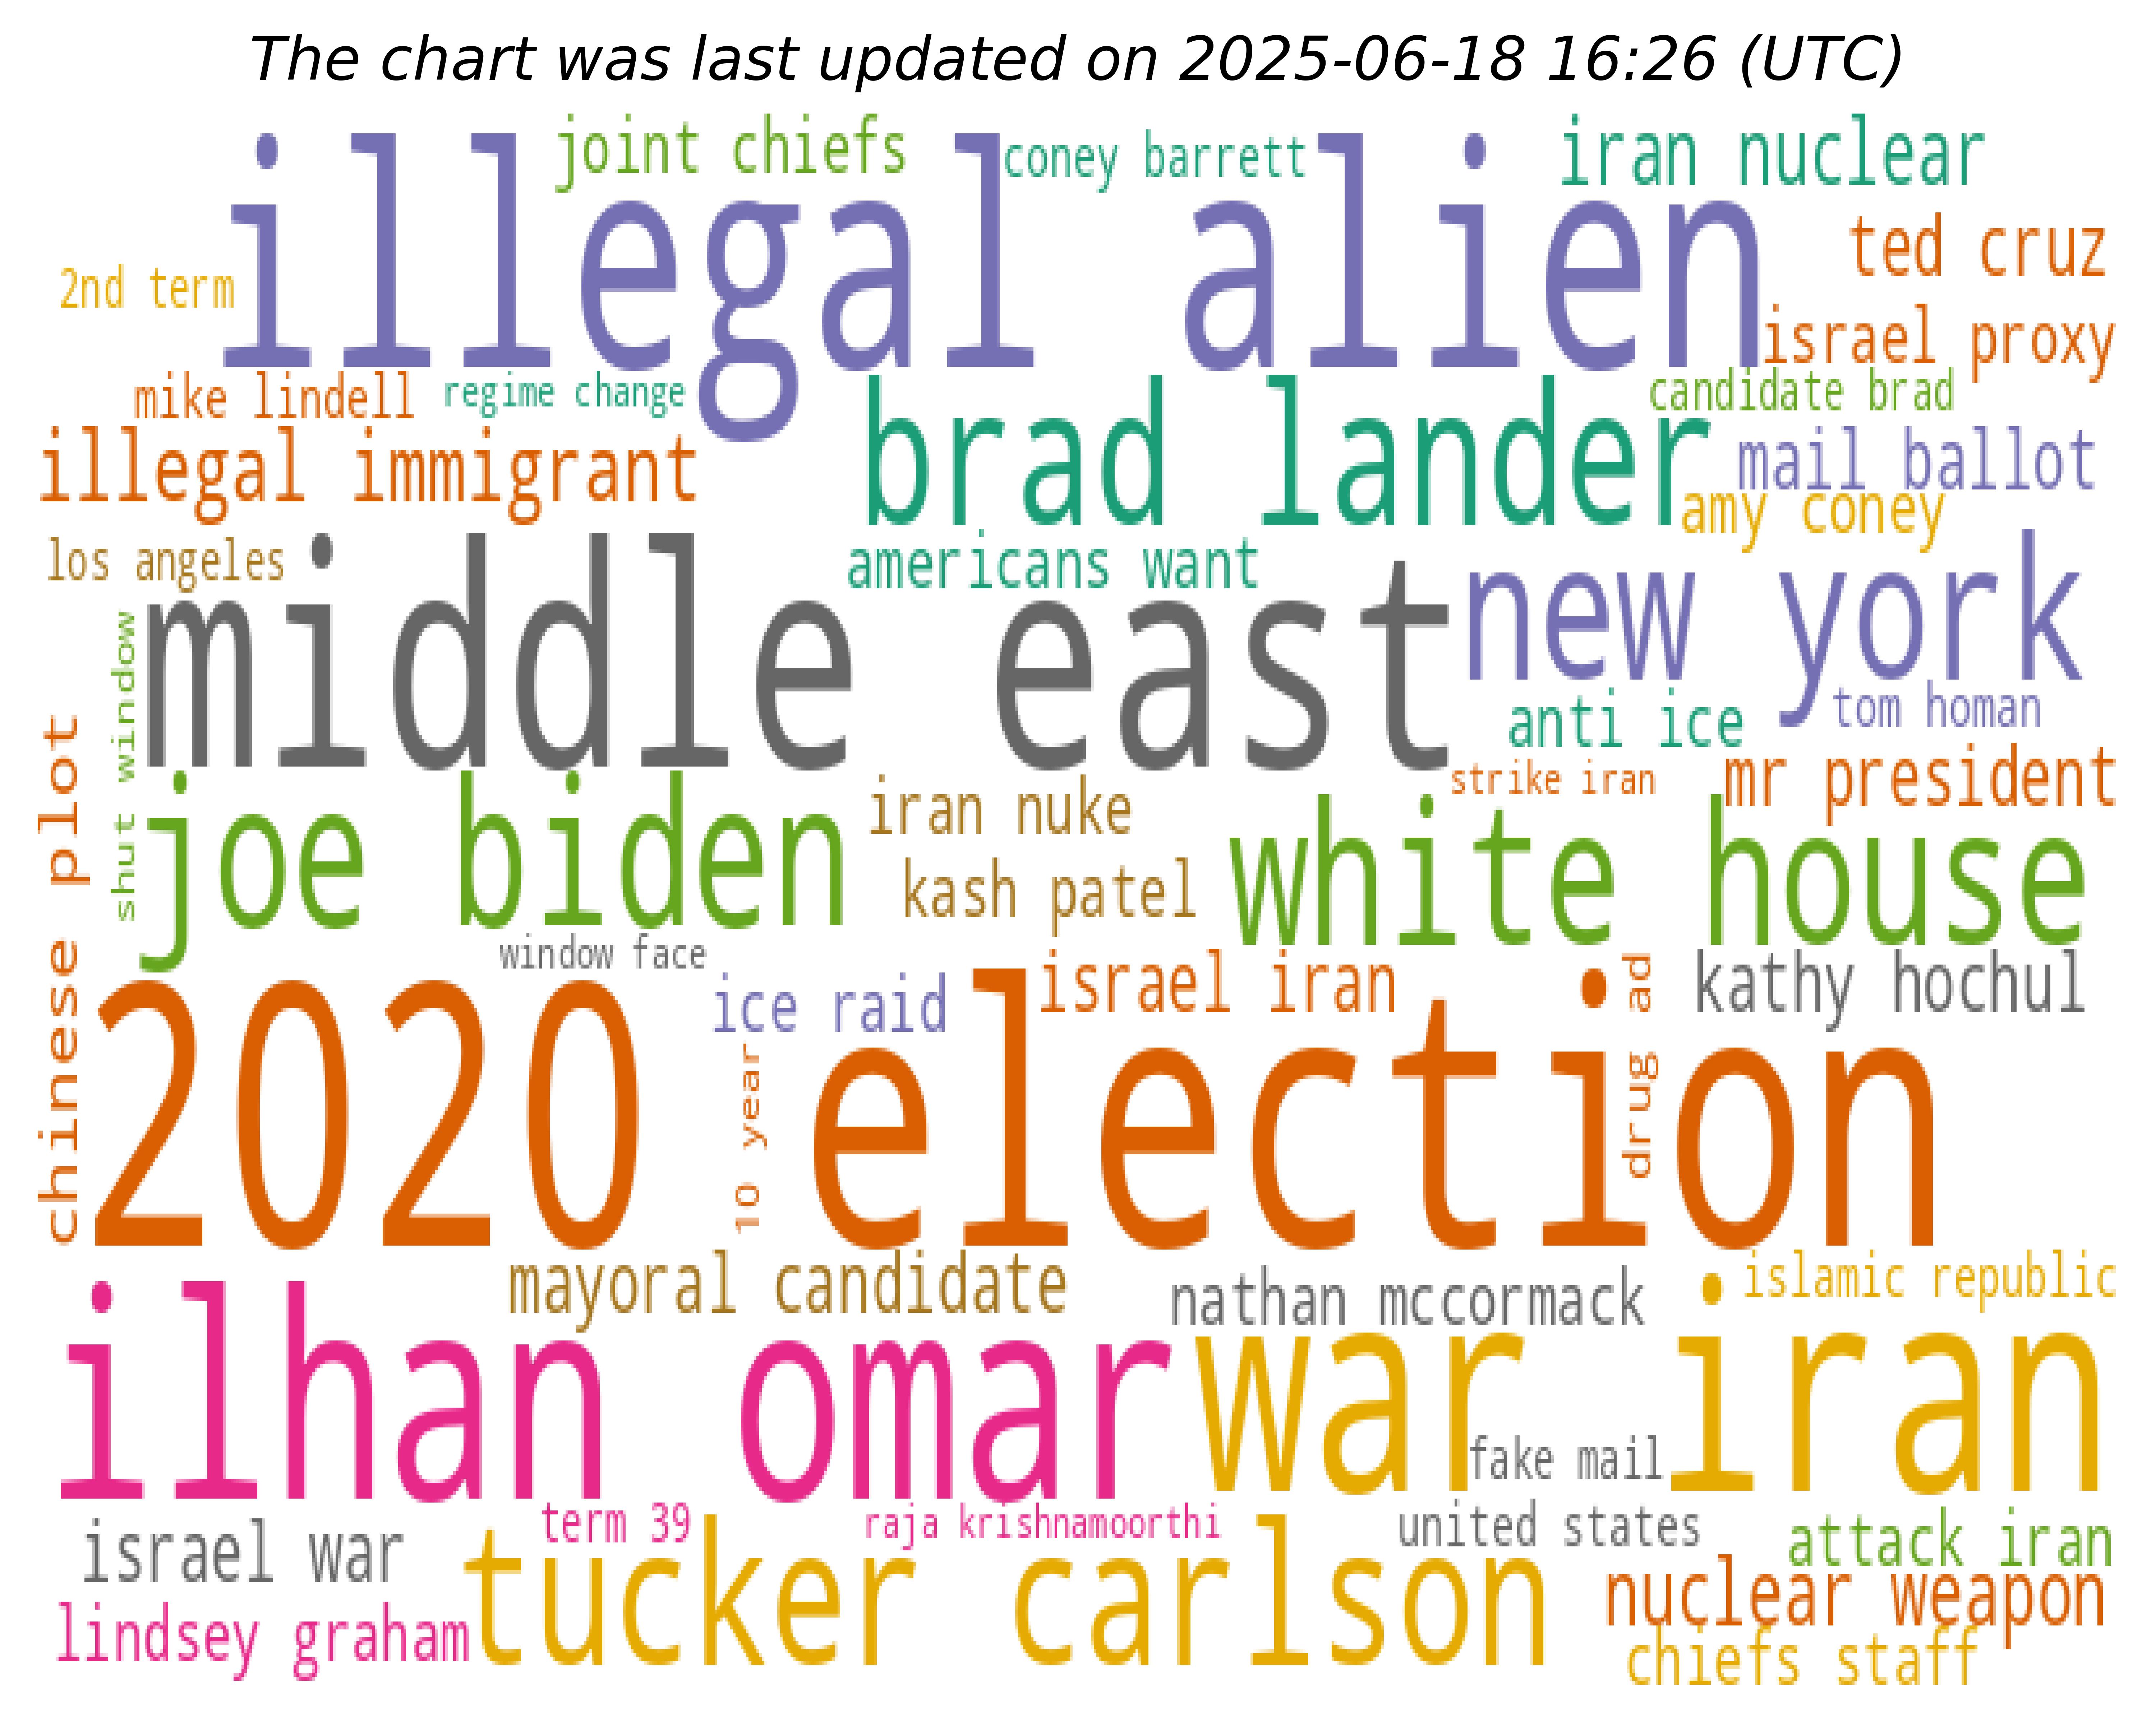 The chart was last updated on 2025-06-18 16:26 (UTC)
joint chiefs
coney barrett
iran nuclear
illegal alien
ted cruz
2nd term
israel proxy
mike lindell
regime change
candidate brad
illegal immigrant
brad lander
mail ballot
amy coney
los angeles
americans want
middle east
new york
shut window
anti ice
tom homan
chinese plot
joe biden
iran nuke
strike iran
mr president
kash patel
white house
window face
ice raid
israel iran
drug ad
kathy hochul
2020 election
10 year
mayoral candidate
nathan mccormack
islamic republic
ilhan omar
war iran
fake mail
israel war
term 39
raja krishnamoorthi
united states
attack iran
tucker carlson
nuclear weapon
lindsey graham
chiefs staff